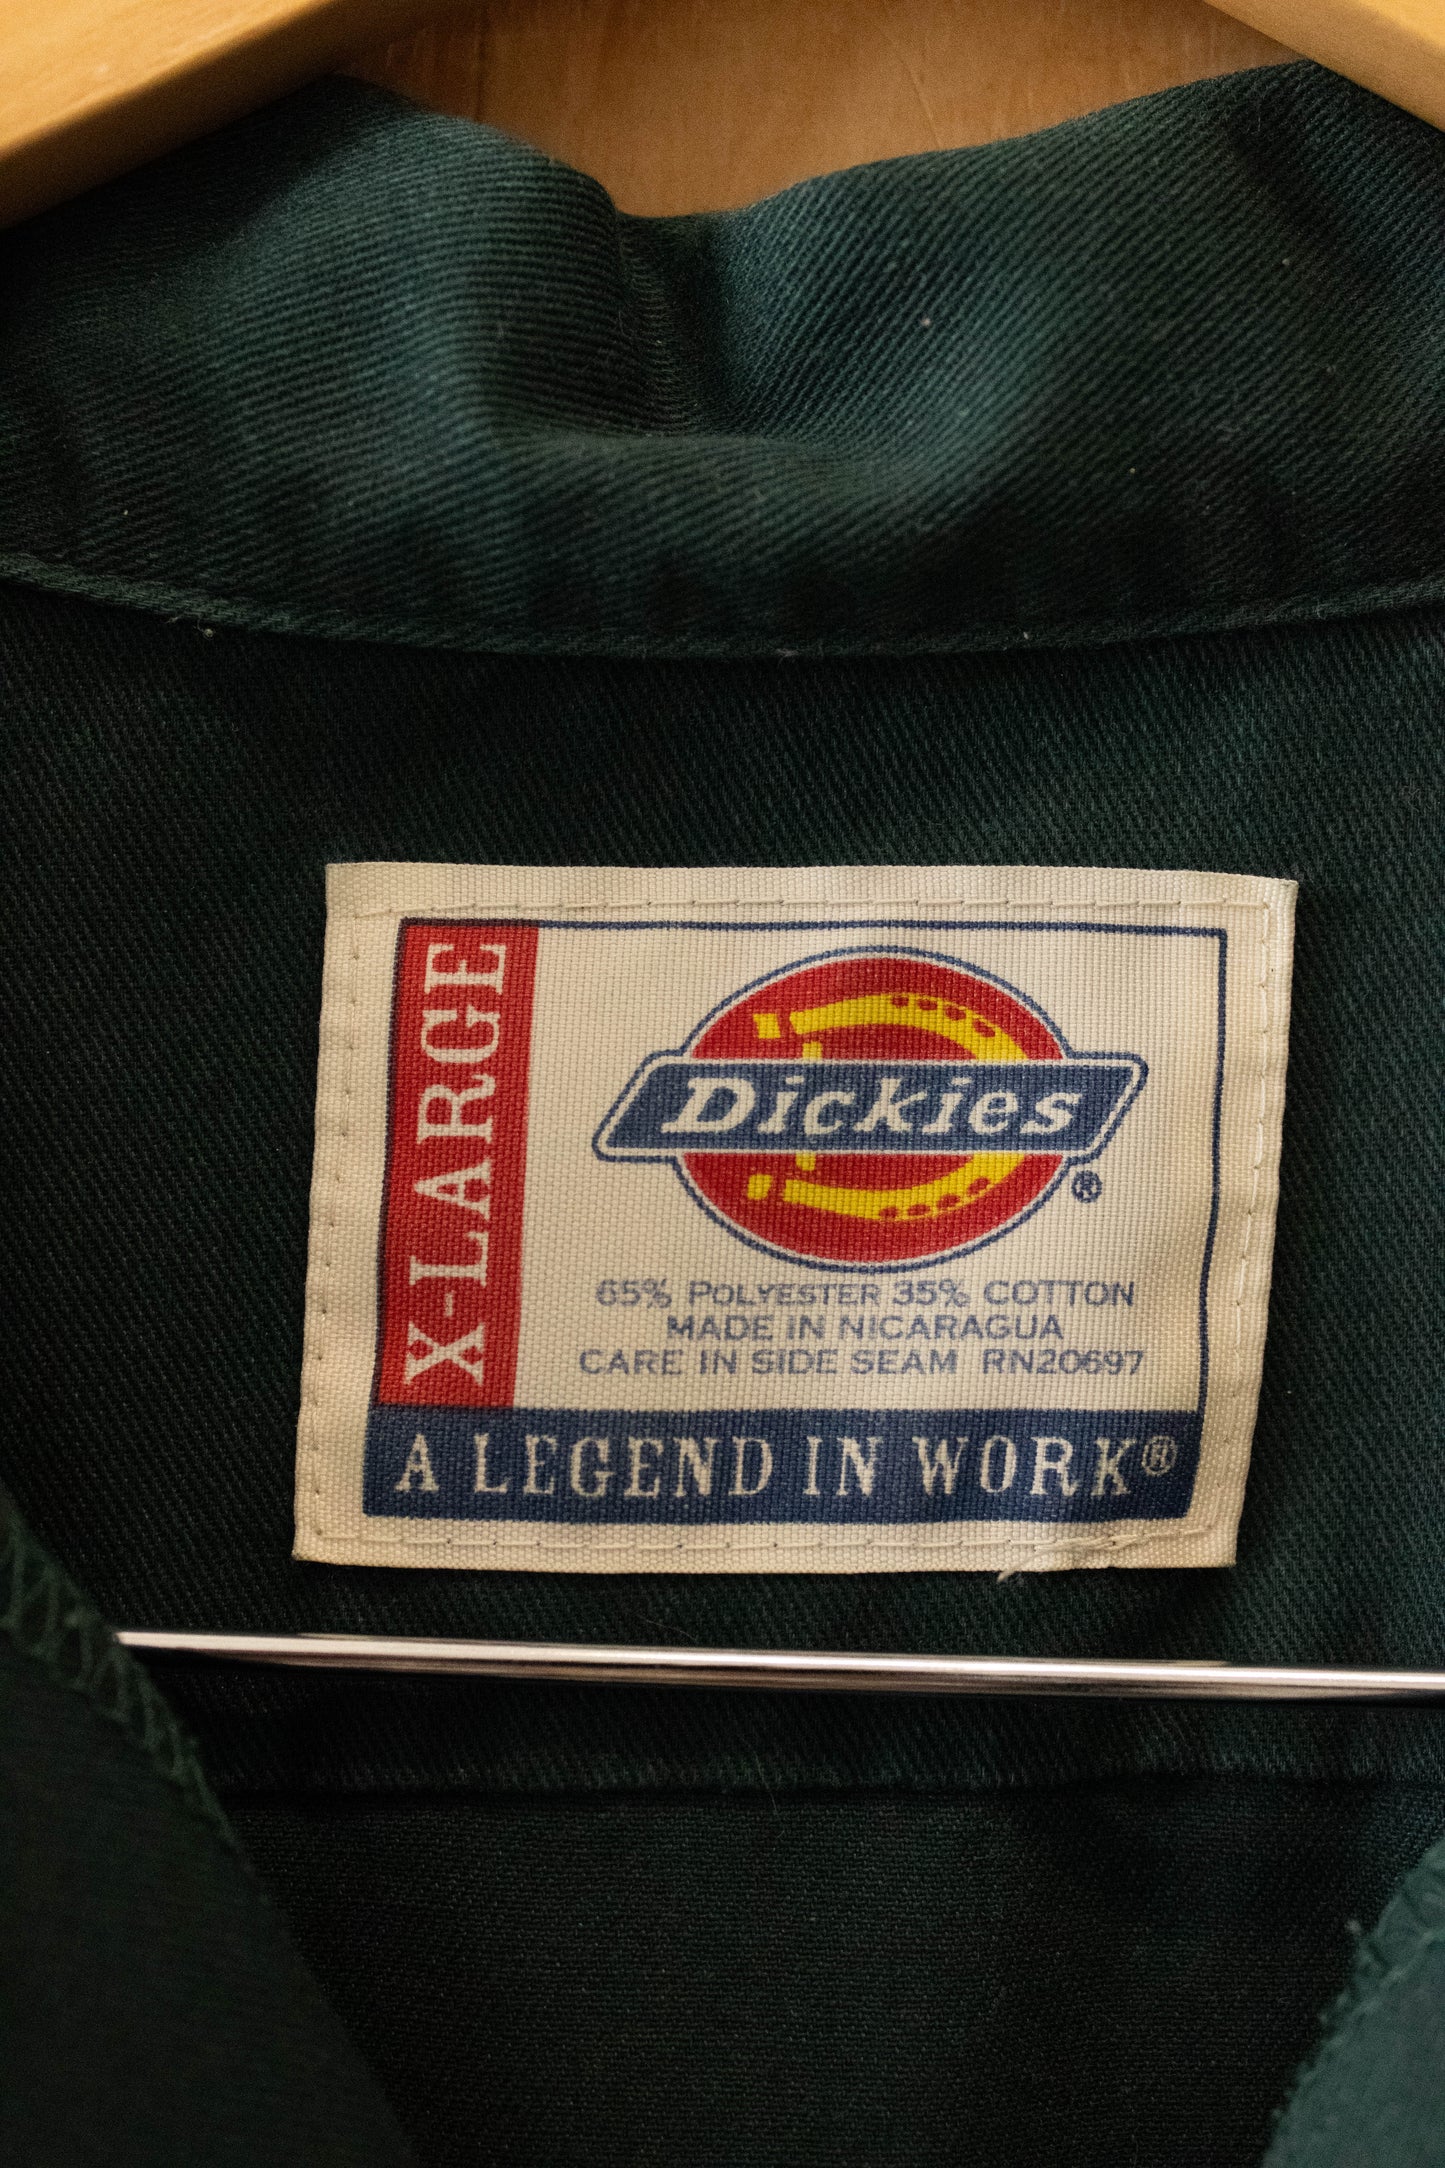 X-LARGE
Dickies®
65% POLYESTER 35% COTTON
MADE IN NICARAGUA
CARE IN SIDE SEAM RN20697
A LEGEND IN WORK®